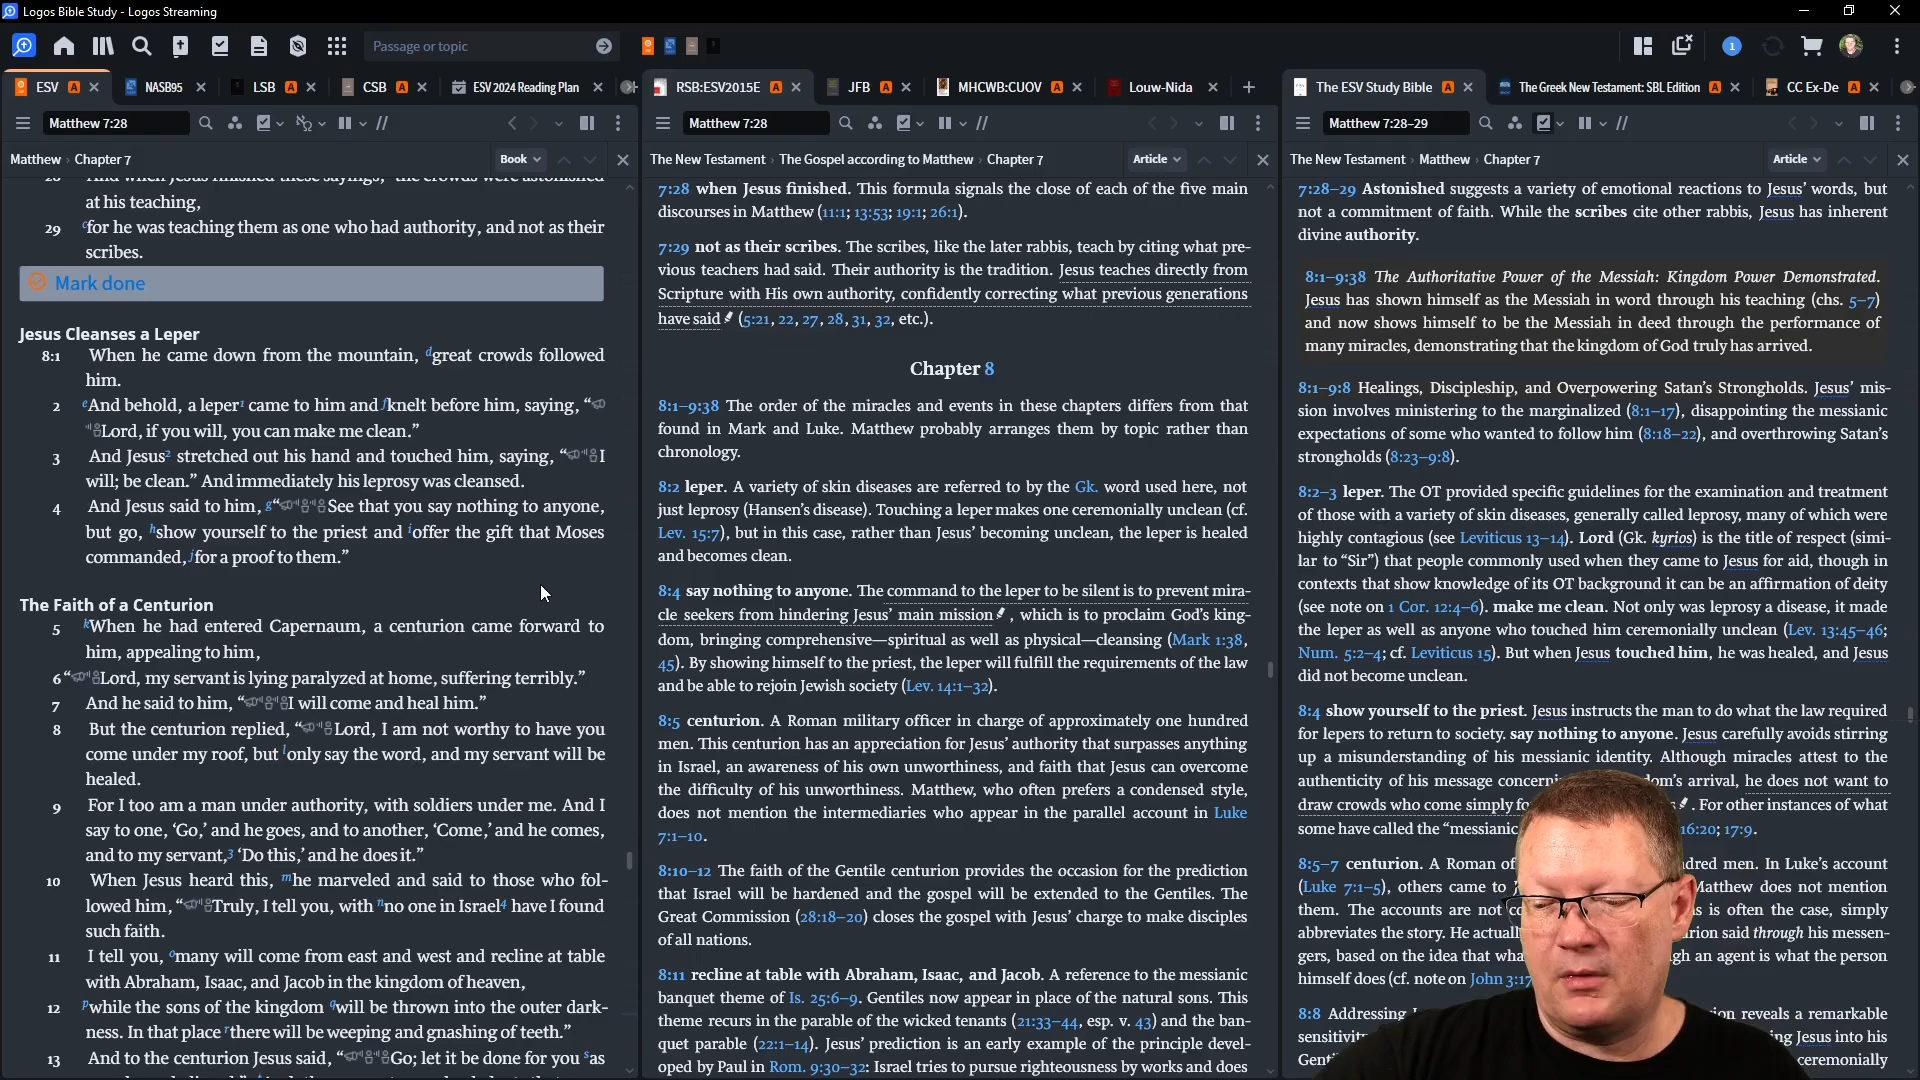 Logos Bible Study - Logos Streaming
Passage or topic
1
ESV A
NASB95
LSB A
CSB A
ESV 2024 Reading Plan
RSB:ESV2015E A
JFB A
MHCWB:CUOV A
Louw-Nida
The ESV Study Bible A
The Greek New Testament: SBL Edition A
CC Ex-De A
Matthew 7:28
Matthew 7:28
Matthew 7:28–29
Matthew › Chapter 7
Book
at his teaching,
29 cfor he was teaching them as one who had authority, and not as their
scribes.
Mark done
Jesus Cleanses a Leper
8:1 When he came down from the mountain, dgreat crowds followed
him.
2 eAnd behold, a leper1 came to him and fknelt before him, saying, “
Lord, if you will, you can make me clean.”
3 And Jesus2 stretched out his hand and touched him, saying, “I
will; be clean.” And immediately his leprosy was cleansed.
4 And Jesus said to him, g“See that you say nothing to anyone,
but go, hshow yourself to the priest and ioffer the gift that Moses
commanded, jfor a proof to them.”
The Faith of a Centurion
5 kWhen he had entered Capernaum, a centurion came forward to
him, appealing to him,
6 “Lord, my servant is lying paralyzed at home, suffering terribly.”
7 And he said to him, “I will come and heal him.”
8 But the centurion replied, “Lord, I am not worthy to have you
come under my roof, but lonly say the word, and my servant will be
healed.
9 For I too am a man under authority, with soldiers under me. And I
say to one, ‘Go,’ and he goes, and to another, ‘Come,’ and he comes,
and to my servant,3 ‘Do this,’ and he does it.”
10 When Jesus heard this, mhe marveled and said to those who fol-
lowed him, “Truly, I tell you, with nno one in Israel4 have I found
such faith.
11 I tell you, omany will come from east and west and recline at table
with Abraham, Isaac, and Jacob in the kingdom of heaven,
12 pwhile the sons of the kingdom qwill be thrown into the outer dark-
ness. In that place rthere will be weeping and gnashing of teeth.”
13 And to the centurion Jesus said, “Go; let it be done for you sas
The New Testament › The Gospel according to Matthew › Chapter 7
Article
7:28 when Jesus finished. This formula signals the close of each of the five main
discourses in Matthew (11:1; 13:53; 19:1; 26:1).
7:29 not as their scribes. The scribes, like the later rabbis, teach by citing what pre-
vious teachers had said. Their authority is the tradition. Jesus teaches directly from
Scripture with His own authority, confidently correcting what previous generations
have said (5:21, 22, 27, 28, 31, 32, etc.).
Chapter 8
8:1–9:38 The order of the miracles and events in these chapters differs from that
found in Mark and Luke. Matthew probably arranges them by topic rather than
chronology.
8:2 leper. A variety of skin diseases are referred to by the Gk. word used here, not
just leprosy (Hansen’s disease). Touching a leper makes one ceremonially unclean (cf.
Lev. 15:7), but in this case, rather than Jesus’ becoming unclean, the leper is healed
and becomes clean.
8:4 say nothing to anyone. The command to the leper to be silent is to prevent mira-
cle seekers from hindering Jesus’ main mission , which is to proclaim God’s king-
dom, bringing comprehensive—spiritual as well as physical—cleansing (Mark 1:38,
45). By showing himself to the priest, the leper will fulfill the requirements of the law
and be able to rejoin Jewish society (Lev. 14:1–32).
8:5 centurion. A Roman military officer in charge of approximately one hundred
men. This centurion has an appreciation for Jesus’ authority that surpasses anything
in Israel, an awareness of his own unworthiness, and faith that Jesus can overcome
the difficulty of his unworthiness. Matthew, who often prefers a condensed style,
does not mention the intermediaries who appear in the parallel account in Luke
7:1–10.
8:10–12 The faith of the Gentile centurion provides the occasion for the prediction
that Israel will be hardened and the gospel will be extended to the Gentiles. The
Great Commission (28:18–20) closes the gospel with Jesus’ charge to make disciples
of all nations.
8:11 recline at table with Abraham, Isaac, and Jacob. A reference to the messianic
banquet theme of Is. 25:6–9. Gentiles now appear in place of the natural sons. This
theme recurs in the parable of the wicked tenants (21:33–44, esp. v. 43) and the ban-
quet parable (22:1–14). Jesus’ prediction is an early example of the principle devel-
oped by Paul in Rom. 9:30–32: Israel tries to pursue righteousness by works and does
The New Testament › Matthew › Chapter 7
Article
7:28–29 Astonished suggests a variety of emotional reactions to Jesus’ words, but
not a commitment of faith. While the scribes cite other rabbis, Jesus has inherent
divine authority.
8:1–9:38 The Authoritative Power of the Messiah: Kingdom Power Demonstrated.
Jesus has shown himself as the Messiah in word through his teaching (chs. 5–7)
and now shows himself to be the Messiah in deed through the performance of
many miracles, demonstrating that the kingdom of God truly has arrived.
8:1–9:8 Healings, Discipleship, and Overpowering Satan’s Strongholds. Jesus’ mis-
sion involves ministering to the marginalized (8:1–17), disappointing the messianic
expectations of some who wanted to follow him (8:18–22), and overthrowing Satan’s
strongholds (8:23–9:8).
8:2–3 leper. The OT provided specific guidelines for the examination and treatment
of those with a variety of skin diseases, generally called leprosy, many of which were
highly contagious (see Leviticus 13–14). Lord (Gk. kyrios) is the title of respect (simi-
lar to “Sir”) that people commonly used when they came to Jesus for aid, though in
contexts that show knowledge of its OT background it can be an affirmation of deity
(see note on 1 Cor. 12:4–6). make me clean. Not only was leprosy a disease, it made
the leper as well as anyone who touched him ceremonially unclean (Lev. 13:45–46;
Num. 5:2–4; cf. Leviticus 15). But when Jesus touched him, he was healed, and Jesus
did not become unclean.
8:4 show yourself to the priest. Jesus instructs the man to do what the law required
for lepers to return to society. say nothing to anyone. Jesus carefully avoids stirring
up a misunderstanding of his messianic identity. Although miracles attest to the
authenticity of his message dom’s arrival, he does not want to
draw crowds who come simply . For other instances of what
some have called the “messianic 16:20; 17:9.
8:5–7 centurion. A Roman men. In Luke’s account
(Luke 7:1–5), others came to Matthew does not mention
them. The accounts are not is often the case, simply
abbreviates the story. He said through his messen-
gers, based on the idea that an agent is what the person
himself does (cf. note on John 3:17
8:8 Addressing reveals a remarkable
sensitivity Jesus into his
ceremonially